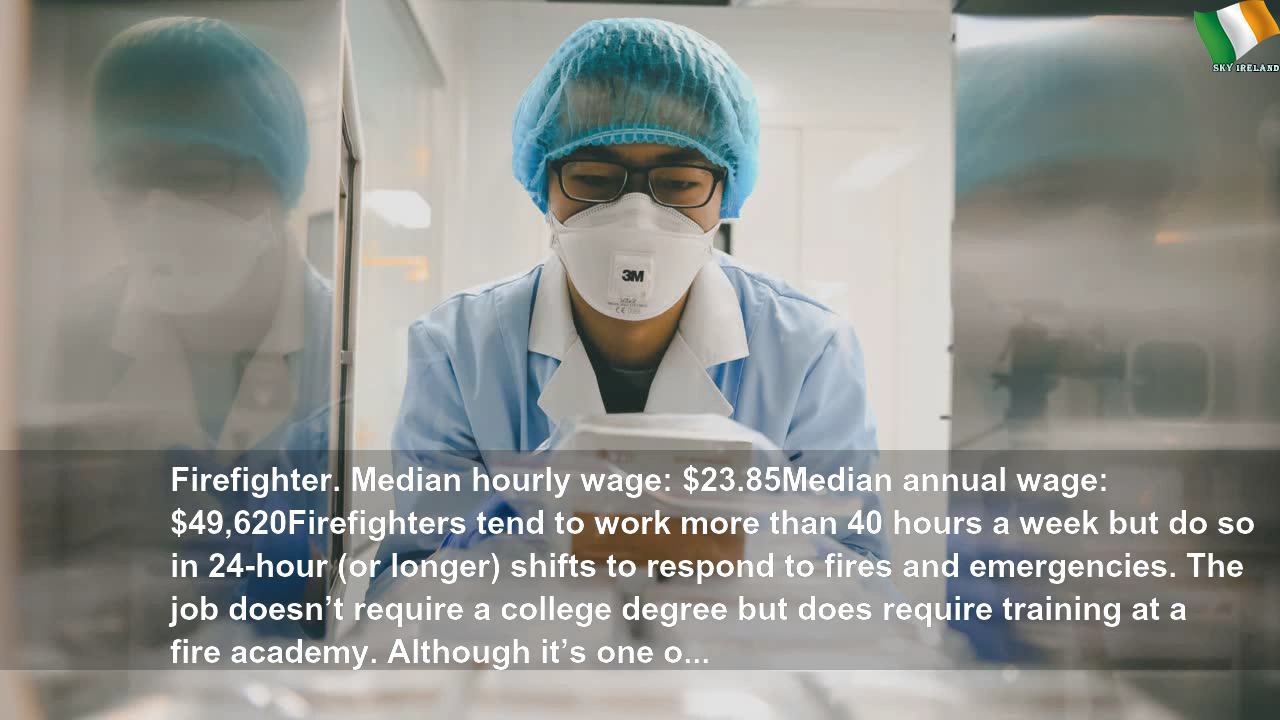 SKY IRELAND
3M
CE
Firefighter. Median hourly wage: $23.85Median annual wage:
$49,620Firefighters tend to work more than 40 hours a week but do so
in 24-hour (or longer) shifts to respond to fires and emergencies. The
job doesn’t require a college degree but does require training at a
fire academy. Although it’s one o...